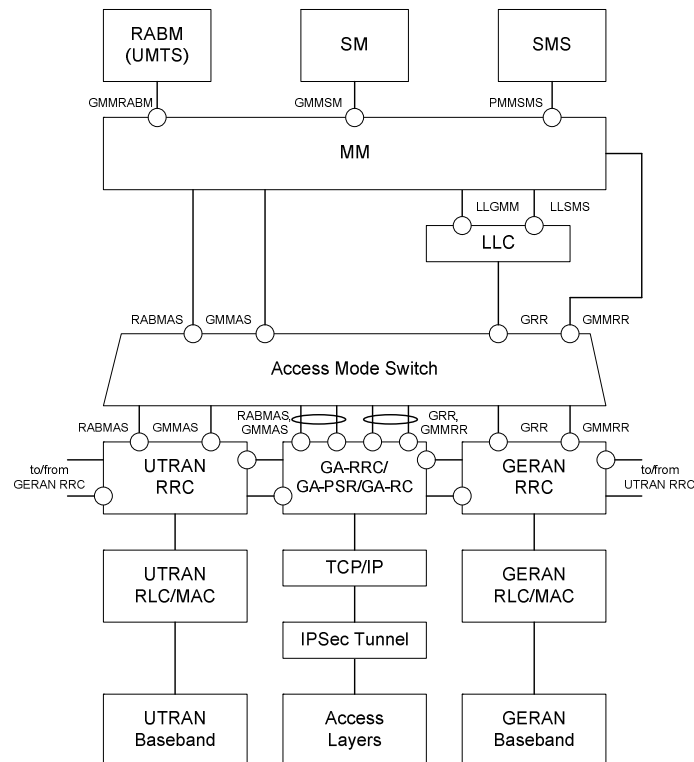 RABM
(UMTS)
SM
SMS
GMMRABM
GMMSM
PMMSMS
MM
LLGMM
LLSMS
LLC
RABMAS
GMMAS
GRR
GMMRR
Access Mode Switch
RABMAS
GMMAS
RABMAS,
GMMAS
GRR,
GMMRR
GRR
GMMRR
to/from
GERAN RRC
UTRAN
RRC
GA-RRC/
GA-PSR/GA-RC
GERAN
RRC
to/from
UTRAN RRC
UTRAN
RLC/MAC
TCP/IP
GERAN
RLC/MAC
IPSec Tunnel
UTRAN
Baseband
Access
Layers
GERAN
Baseband